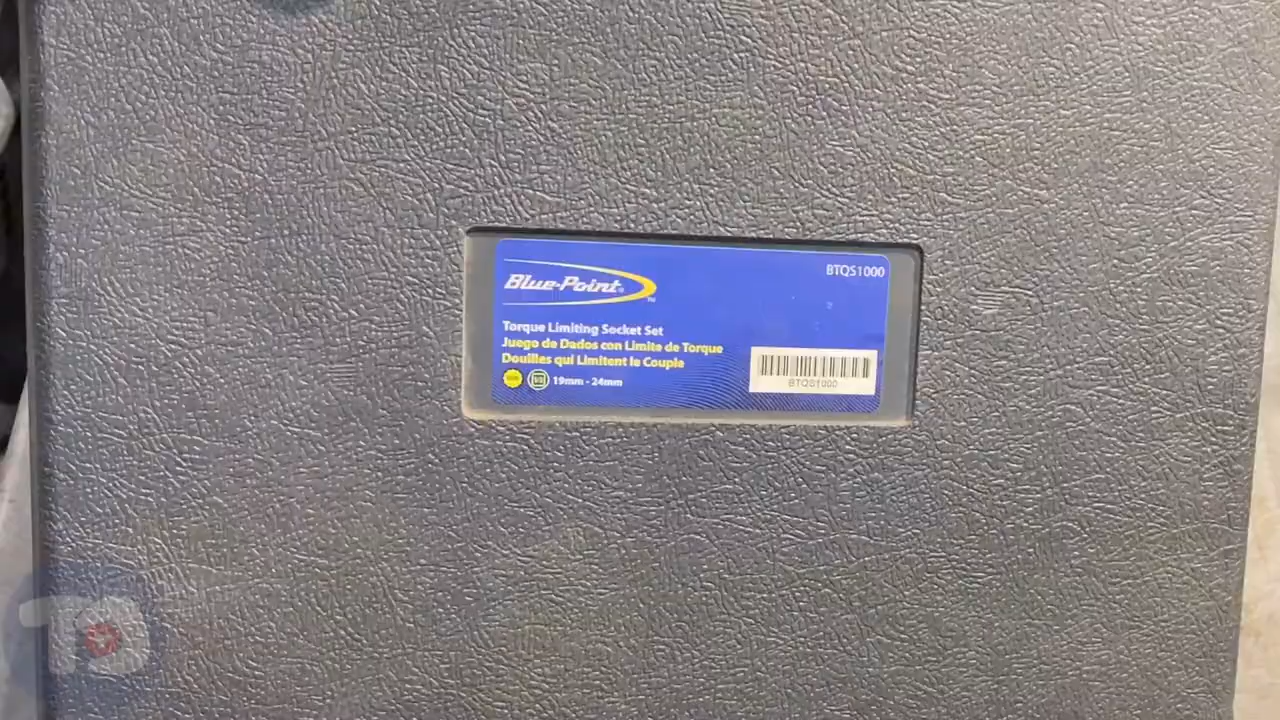 Blue-Point®
TM
BTQS1000
Torque Limiting Socket Set
Juego de Dados con Limite de Torque
Douilles qui Limitent le Couple
19mm - 24mm
BTQS1000